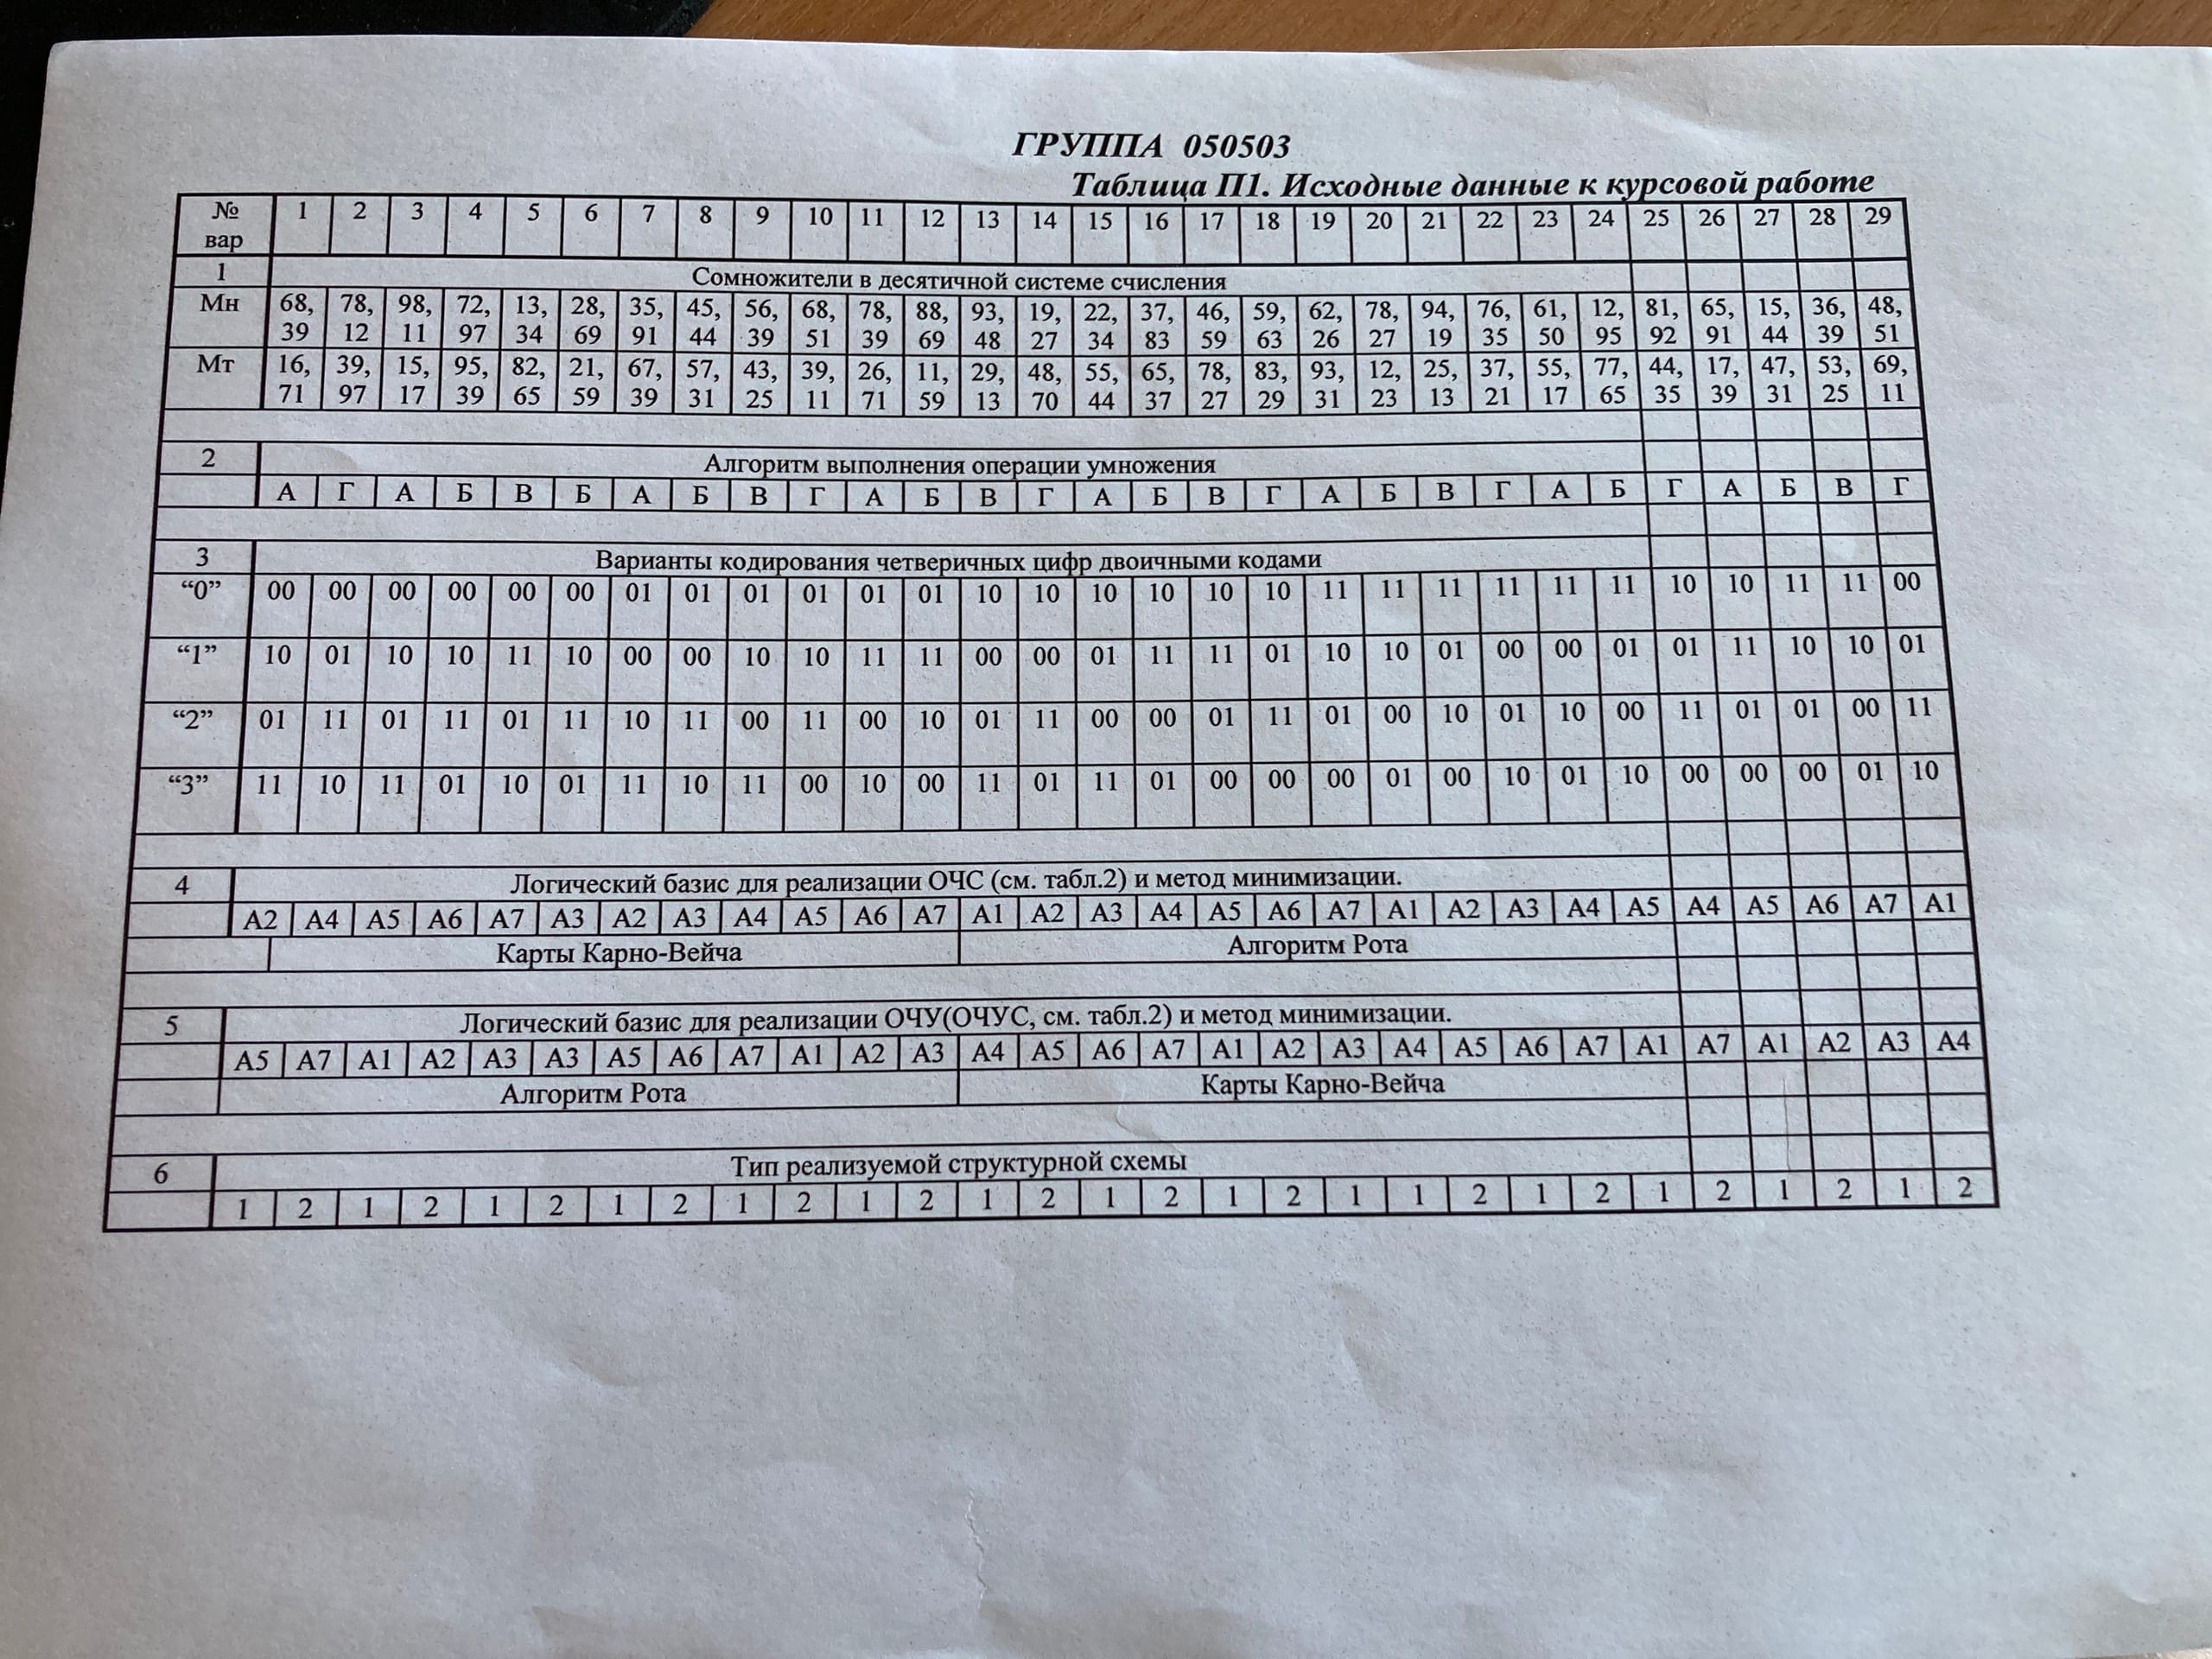 ГРУППА 050503
Таблица П1. Исходные данные к курсовой работе
№ вар 1 2 3 4 5 6 7 8 9 10 11 12 13 14 15 16 17 18 19 20 21 22 23 24 25 26 27 28 29
1 Сомножители в десятичной системе счисления
Мн 68, 78, 98, 72, 13, 28, 35, 45, 56, 68, 78, 88, 93, 19, 22, 37, 46, 59, 62, 78, 94, 76, 61, 12, 81, 65, 15, 36, 48,
39 12 11 97 34 69 91 44 39 51 39 69 48 27 34 83 59 63 26 27 19 35 50 95 92 91 44 39 51
Мт 16, 39, 15, 95, 82, 21, 67, 57, 43, 39, 26, 11, 29, 48, 55, 65, 78, 83, 93, 12, 25, 37, 55, 77, 44, 17, 47, 53, 69,
71 97 17 39 65 59 39 31 25 11 71 59 13 70 44 37 27 29 31 23 13 21 17 65 35 39 31 25 11
2 Алгоритм выполнения операции умножения
А Г А Б В Б А Б В Г А Б В Г А Б В Г А Б В Г А Б Г А Б В Г
3 Варианты кодирования четверичных цифр двоичными кодами
“0” 00 00 00 00 00 00 01 01 01 01 01 01 10 10 10 10 10 10 11 11 11 11 11 11 10 10 11 11 00
“1” 10 01 10 10 11 10 00 00 10 10 11 11 00 00 01 11 11 01 10 10 01 00 00 01 01 11 10 10 01
“2” 01 11 01 11 01 11 10 11 00 11 00 10 01 11 00 00 01 11 01 00 10 01 10 00 11 01 01 00 11
“3” 11 10 11 01 10 01 11 10 11 00 10 00 11 01 11 01 00 00 00 01 00 10 01 10 00 00 00 01 10
4 Логический базис для реализации ОЧС (см. табл.2) и метод минимизации.
А2 А4 А5 А6 А7 А3 А2 А3 А4 А5 А6 А7 А1 А2 А3 А4 А5 А6 А7 А1 А2 А3 А4 А5 А4 А5 А6 А7 А1
Карты Карно-Вейча Алгоритм Рота
5 Логический базис для реализации ОЧУ(ОЧУС, см. табл.2) и метод минимизации.
А5 А7 А1 А2 А3 А3 А5 А6 А7 А1 А2 А3 А4 А5 А6 А7 А1 А2 А3 А4 А5 А6 А7 А1 А7 А1 А2 А3 А4
Алгоритм Рота Карты Карно-Вейча
6 Тип реализуемой структурной схемы
1 2 1 2 1 2 1 2 1 2 1 2 1 2 1 2 1 2 1 1 2 1 2 1 2 1 2 1 2